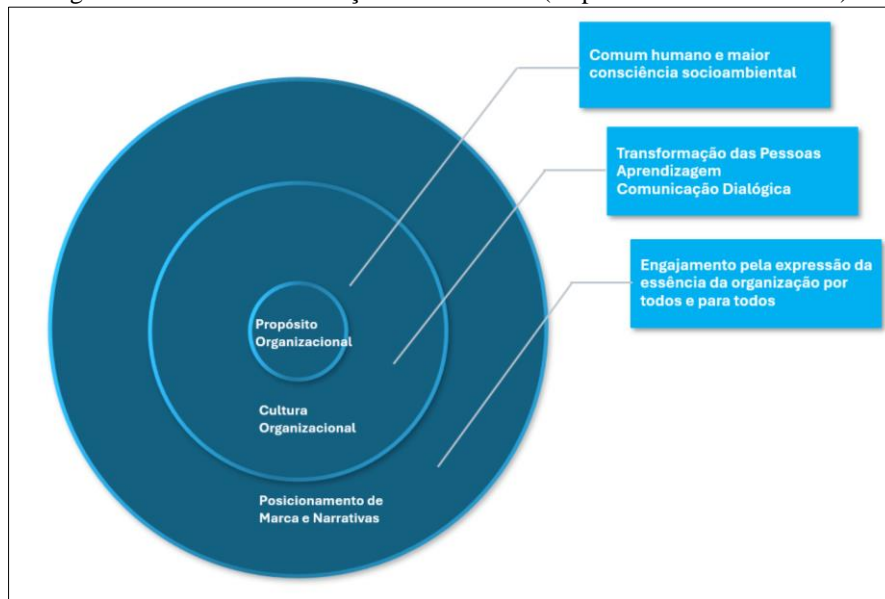 Comum humano e maior
consciência socioambiental
Transformação das Pessoas
Aprendizagem
Comunicação Dialógica
Engajamento pela expressão da
essência da organização por
todos e para todos
Propósito
Organizacional
Cultura
Organizacional
Posicionamento de
Marca e Narrativas